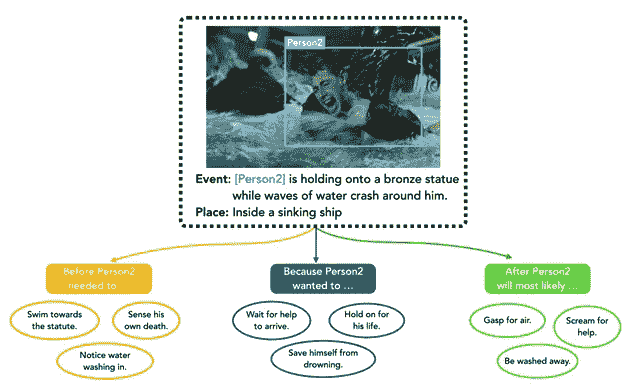 Person2
Event: [Person2] is holding onto a bronze statue
while waves of water crash around him.
Place: Inside a sinking ship
Before Person2
needed to ...
Because Person2
wanted to ...
After Person2
will most likely ...
Swim towards
the statute.
Sense his
own death.
Notice water
washing in.
Wait for help
to arrive.
Hold on for
his life.
Save himself from
drowning.
Gasp for air.
Scream for
help.
Be washed away.